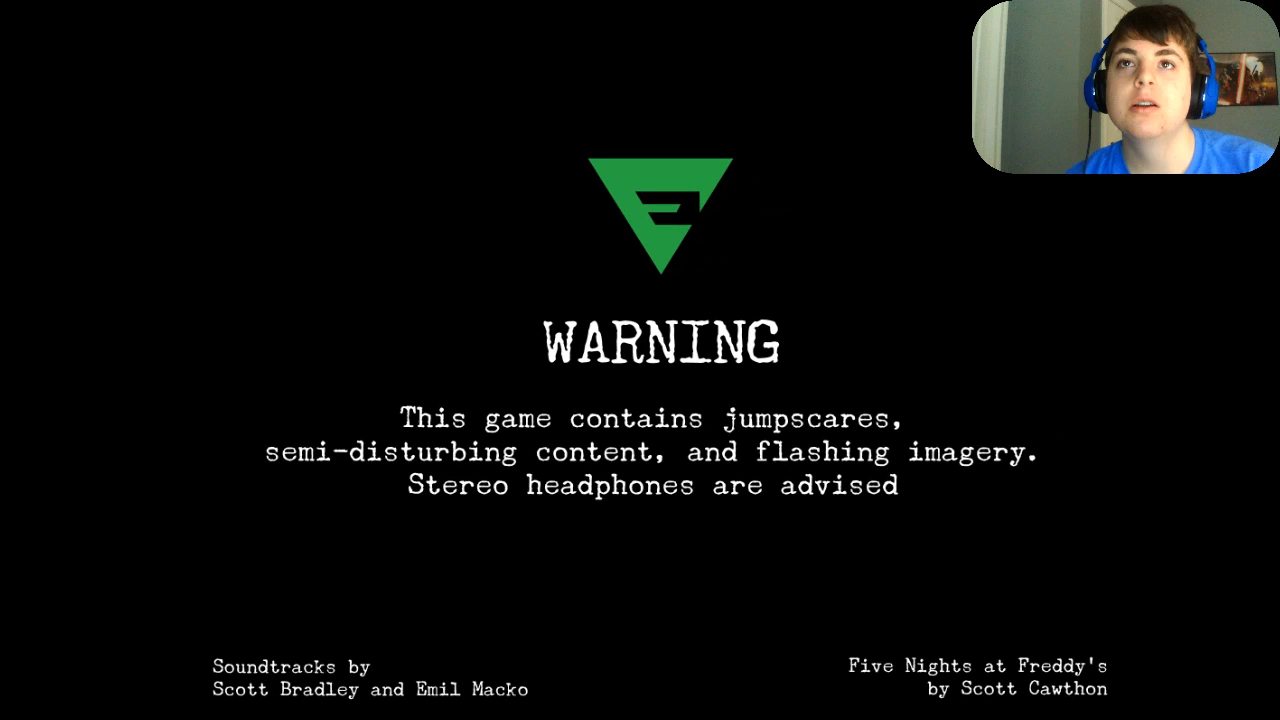 WARNING
This game contains jumpscares,
semi-disturbing content, and flashing imagery.
Stereo headphones are advised
Soundtracks by
Scott Bradley and Emil Macko
Five Nights at Freddy's
by Scott Cawthon